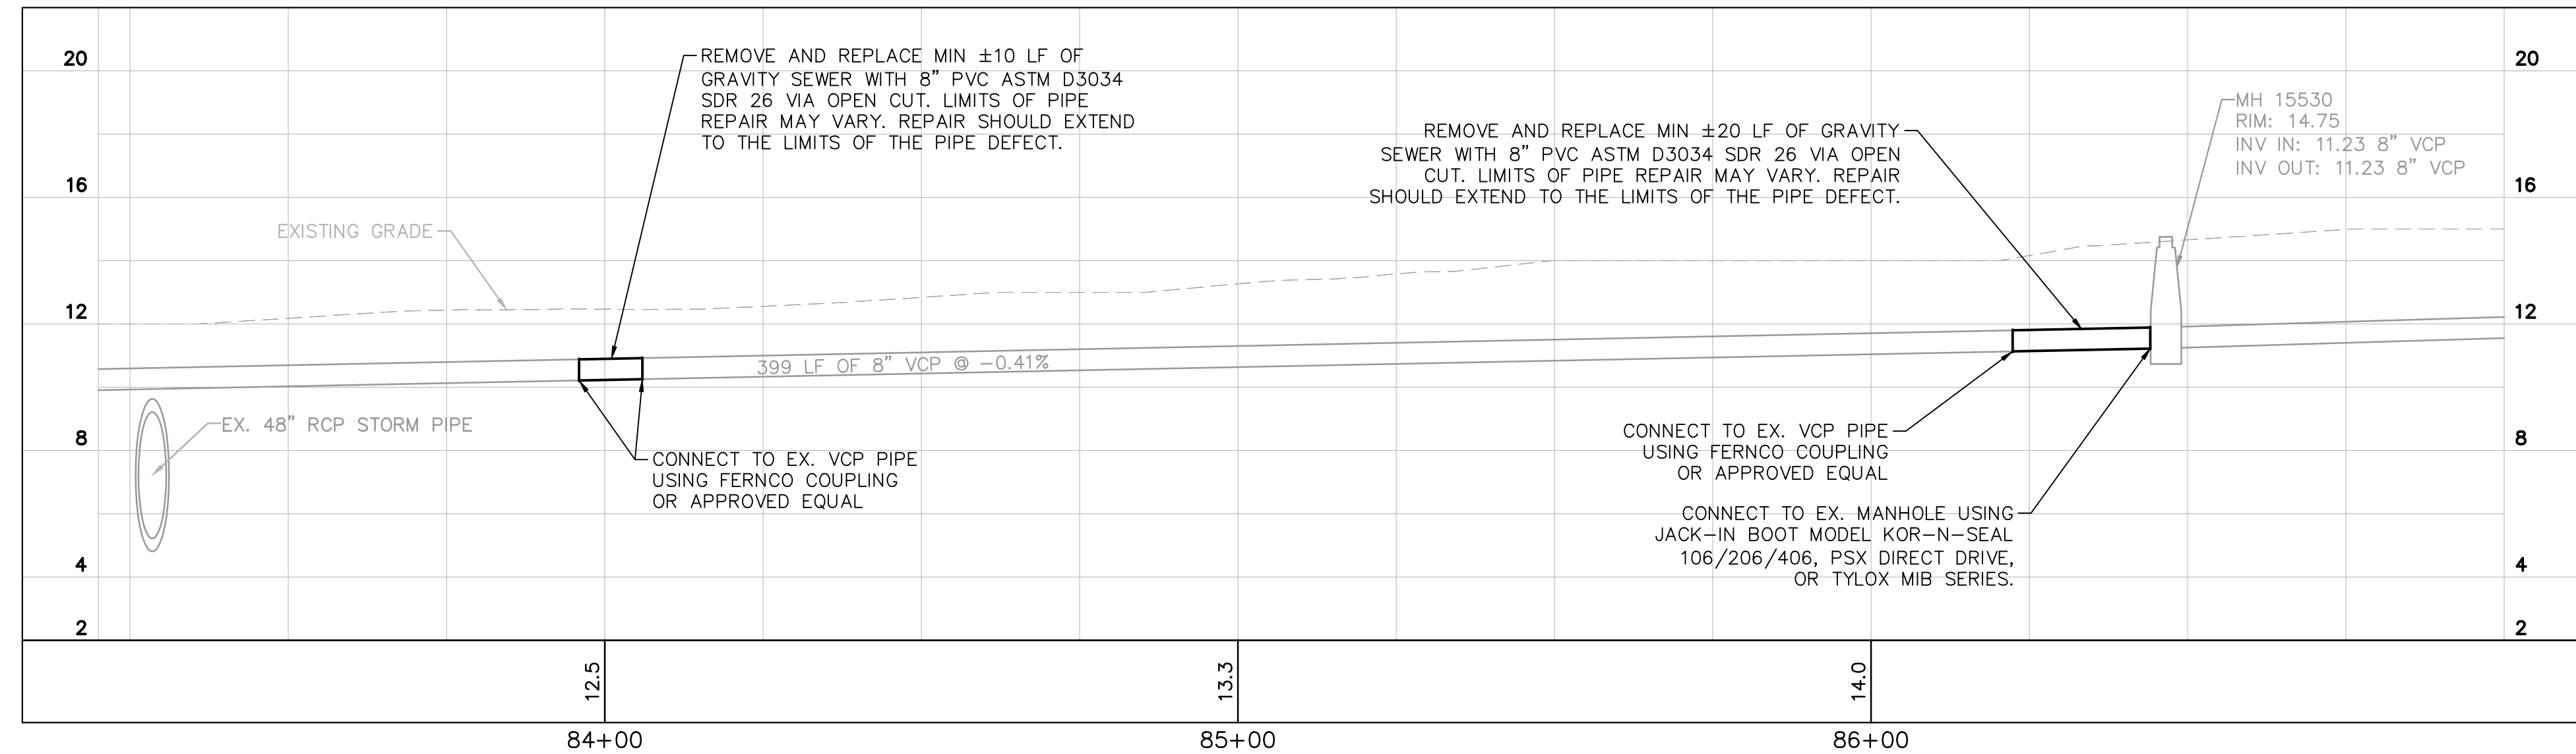 20
16
12
8
4
2
REMOVE AND REPLACE MIN ±10 LF OF
GRAVITY SEWER WITH 8” PVC ASTM D3034
SDR 26 VIA OPEN CUT. LIMITS OF PIPE
REPAIR MAY VARY. REPAIR SHOULD EXTEND
TO THE LIMITS OF THE PIPE DEFECT.
REMOVE AND REPLACE MIN ±20 LF OF GRAVITY
SEWER WITH 8” PVC ASTM D3034 SDR 26 VIA OPEN
CUT. LIMITS OF PIPE REPAIR MAY VARY. REPAIR
SHOULD EXTEND TO THE LIMITS OF THE PIPE DEFECT.
MH 15530
RIM: 14.75
INV IN: 11.23 8” VCP
INV OUT: 11.23 8” VCP
EXISTING GRADE
399 LF OF 8” VCP @ −0.41%
EX. 48” RCP STORM PIPE
CONNECT TO EX. VCP PIPE
USING FERNCO COUPLING
OR APPROVED EQUAL
CONNECT TO EX. VCP PIPE
USING FERNCO COUPLING
OR APPROVED EQUAL
CONNECT TO EX. MANHOLE USING
JACK−IN BOOT MODEL KOR−N−SEAL
106/206/406, PSX DIRECT DRIVE,
OR TYLOX MIB SERIES.
20
16
12
8
4
2
12.5
13.3
14.0
84+00
85+00
86+00